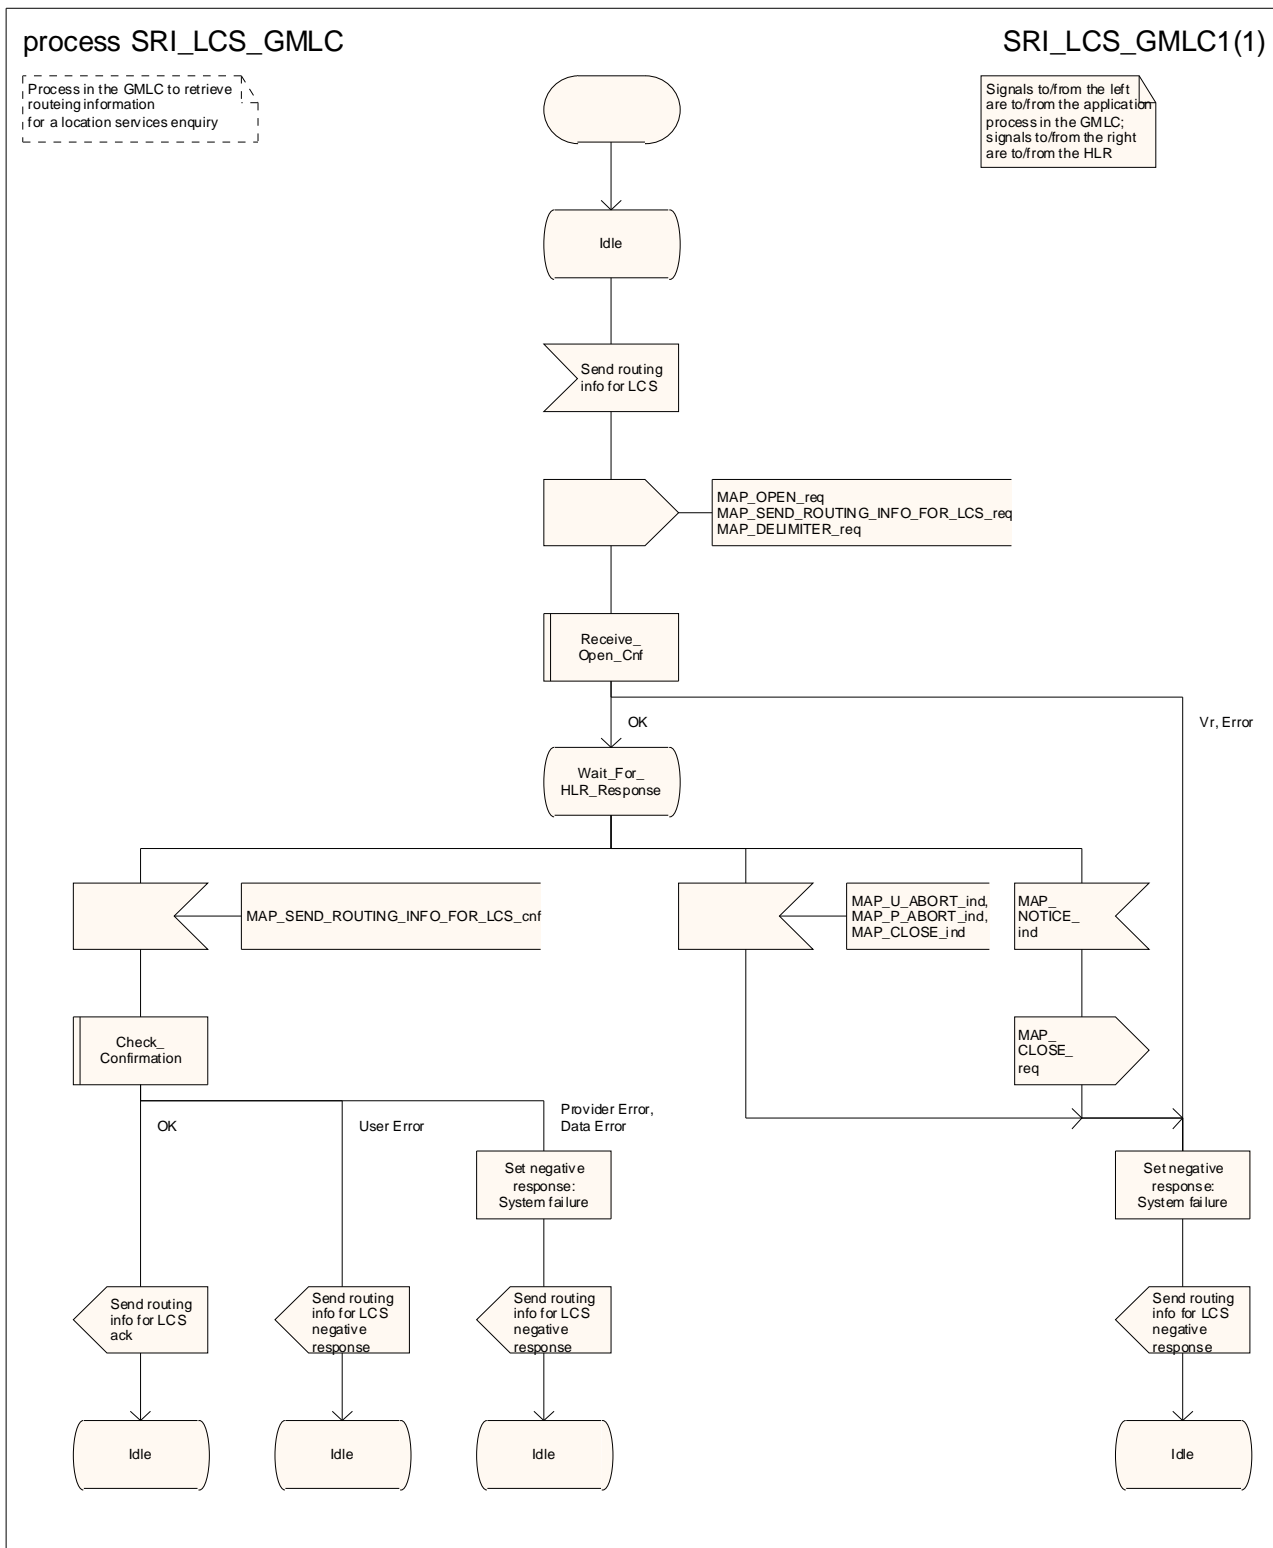 process SRI_LCS_GMLC
SRI_LCS_GMLC1(1)
Process in the GMLC to retrieve
routeing information
for a location services enquiry
Signals to/from the left
are to/from the application
process in the GMLC;
signals to/from the right
are to/from the HLR
Idle
Send routing
info for LCS
MAP_OPEN_req
MAP_SEND_ROUTING_INFO_FOR_LCS_req
MAP_DELIMITER_req
Receive_
Open_Cnf
OK
Vr, Error
Wait_For_
HLR_Response
MAP_SEND_ROUTING_INFO_FOR_LCS_cnf
MAP_U_ABORT_ind,
MAP_P_ABORT_ind,
MAP_CLOSE_ind
MAP_
NOTICE_
ind
Check_
Confirmation
MAP_
CLOSE_
req
OK
User Error
Provider Error,
Data Error
Set negative
response:
System failure
Set negative
response:
System failure
Send routing
info for LCS
ack
Send routing
info for LCS
negative
response
Send routing
info for LCS
negative
response
Send routing
info for LCS
negative
response
Idle
Idle
Idle
Idle